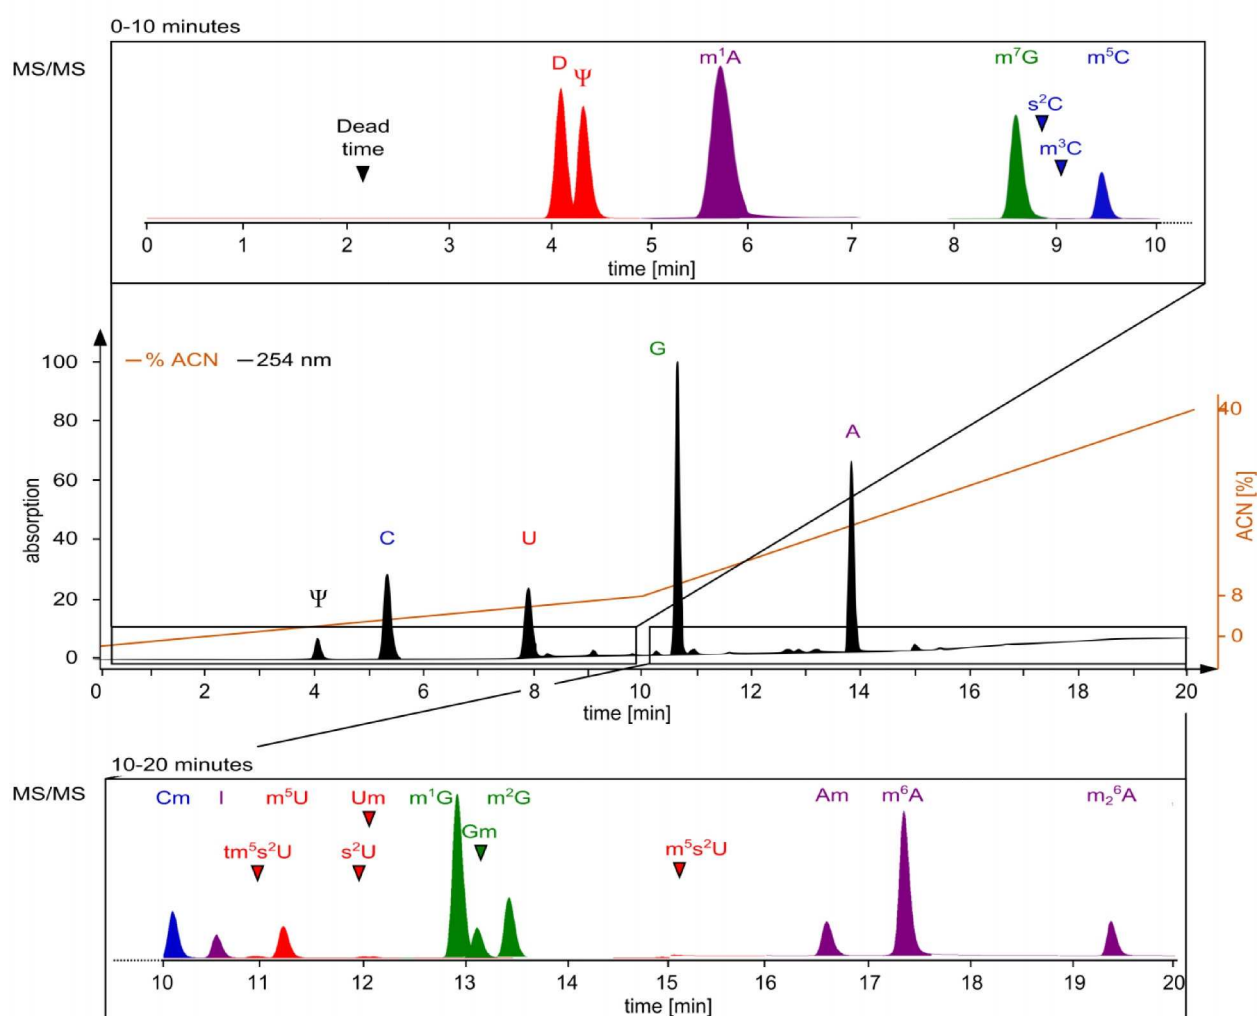 0-10 minutes
MS/MS
D
Ψ
m¹A
m⁷G
m⁵C
s²C
m³C
Dead
time
0 1 2 3 4 5 6 7 8 9 10
time [min]
% ACN 254 nm
G
A
C
U
Ψ
100
80
60
40
20
0
absorption
40
8
0
ACN [%]
0 2 4 6 8 10 12 14 16 18 20
time [min]
10-20 minutes
MS/MS
Cm I m⁵U Um m¹G m²G Am m⁶A m₂⁶A
Gm
tm⁵s²U s²U m⁵s²U
10 11 12 13 14 15 16 17 18 19 20
time [min]